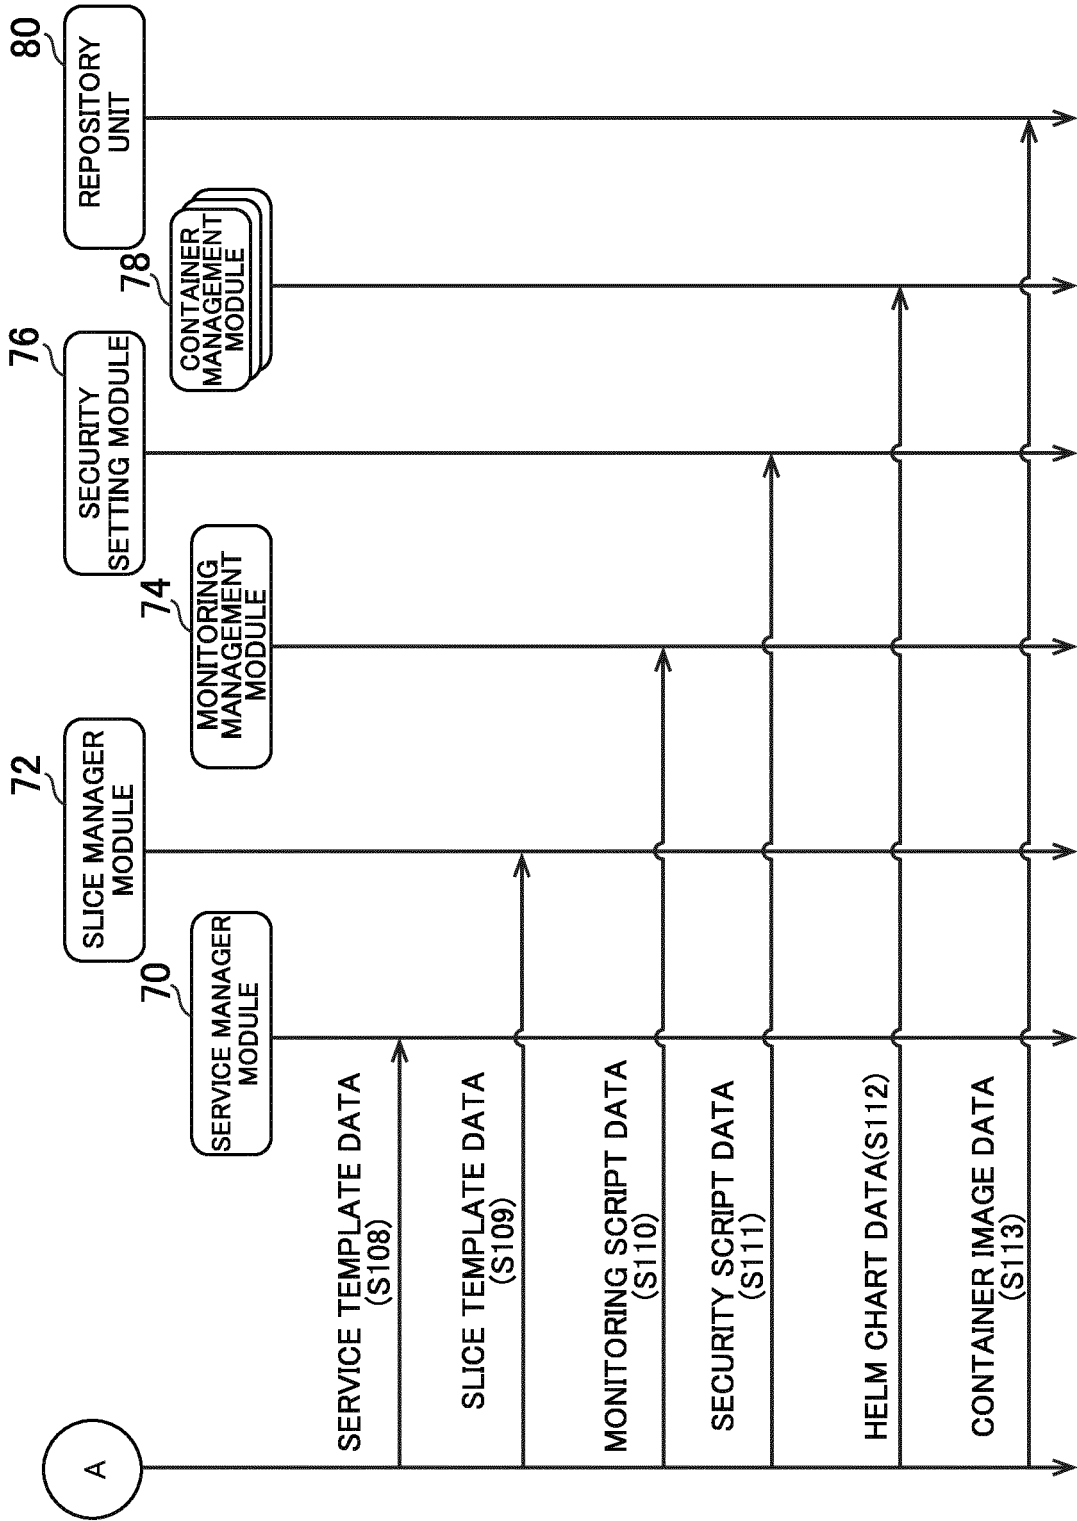 A
70
SERVICE MANAGER
MODULE
72
SLICE MANAGER
MODULE
74
MONITORING
MANAGEMENT
MODULE
76
SECURITY
SETTING MODULE
78
CONTAINER
MANAGEMENT
MODULE
80
REPOSITORY
UNIT
SERVICE TEMPLATE DATA
(S108)
SLICE TEMPLATE DATA
(S109)
MONITORING SCRIPT DATA
(S110)
SECURITY SCRIPT DATA
(S111)
HELM CHART DATA(S112)
CONTAINER IMAGE DATA
(S113)